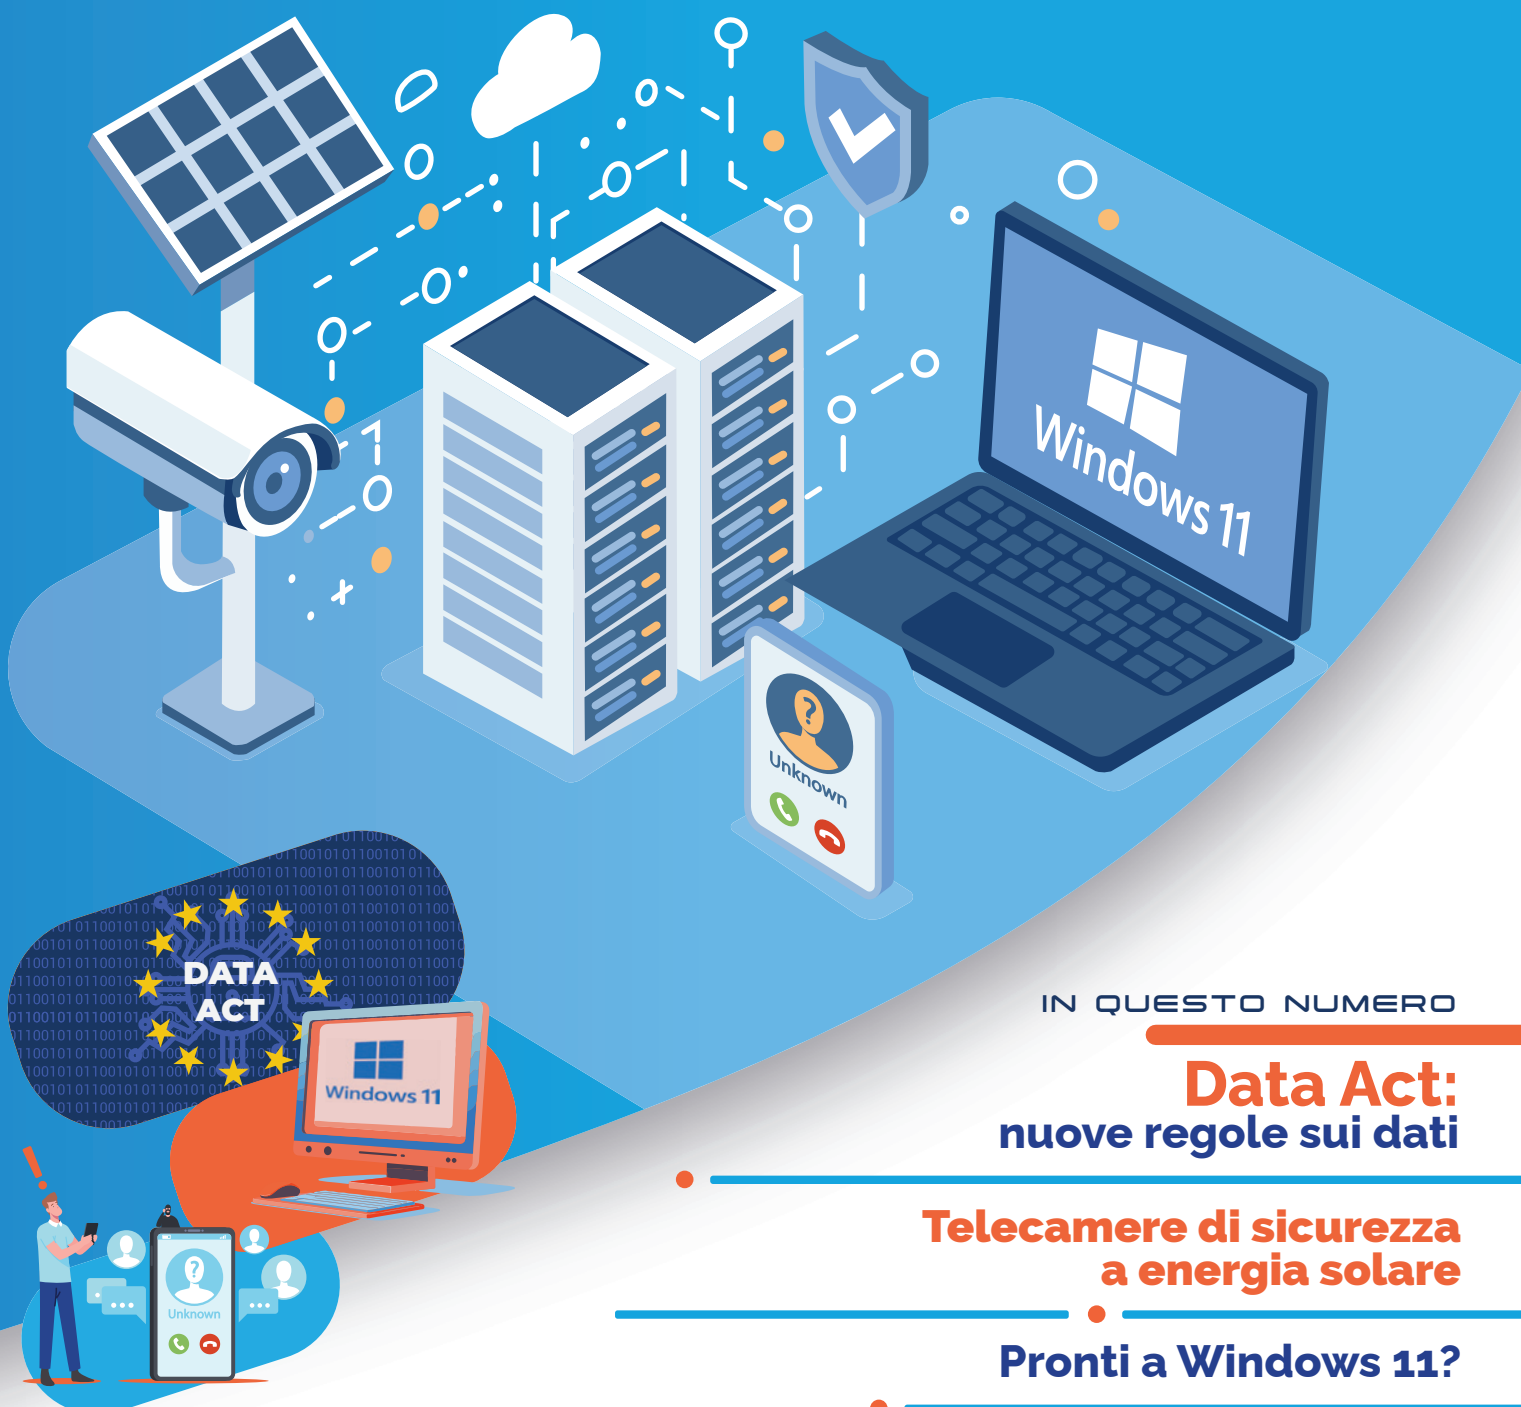 Windows 11
Unknown
DATA
ACT
Windows 11
Unknown
IN QUESTO NUMERO
Data Act:
nuove regole sui dati
Telecamere di sicurezza
a energia solare
Pronti a Windows 11?